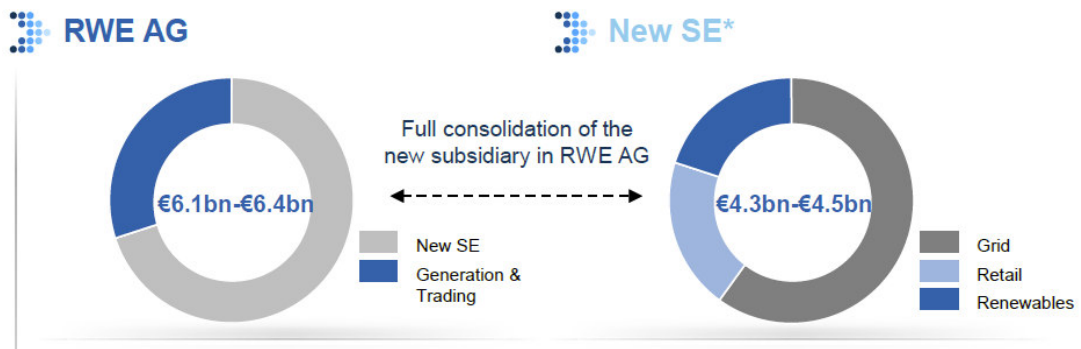 RWE AG
New SE*
Full consolidation of the
new subsidiary in RWE AG
€6.1bn-€6.4bn
€4.3bn-€4.5bn
New SE
Generation &
Trading
Grid
Retail
Renewables